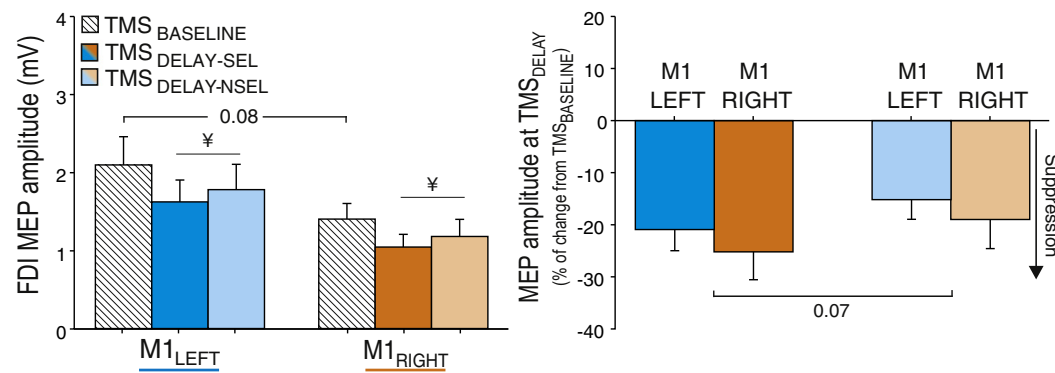 FDI MEP amplitude (mV)
4
3
2
1
0
TMS BASELINE
TMS DELAY-SEL
TMS DELAY-NSEL
0.08
¥
¥
M1LEFT
M1RIGHT
MEP amplitude at TMSDELAY
(% of change from TMSBASELINE)
20
10
0
-10
-20
-30
-40
M1 LEFT
M1 RIGHT
M1 LEFT
M1 RIGHT
Suppression
0.07